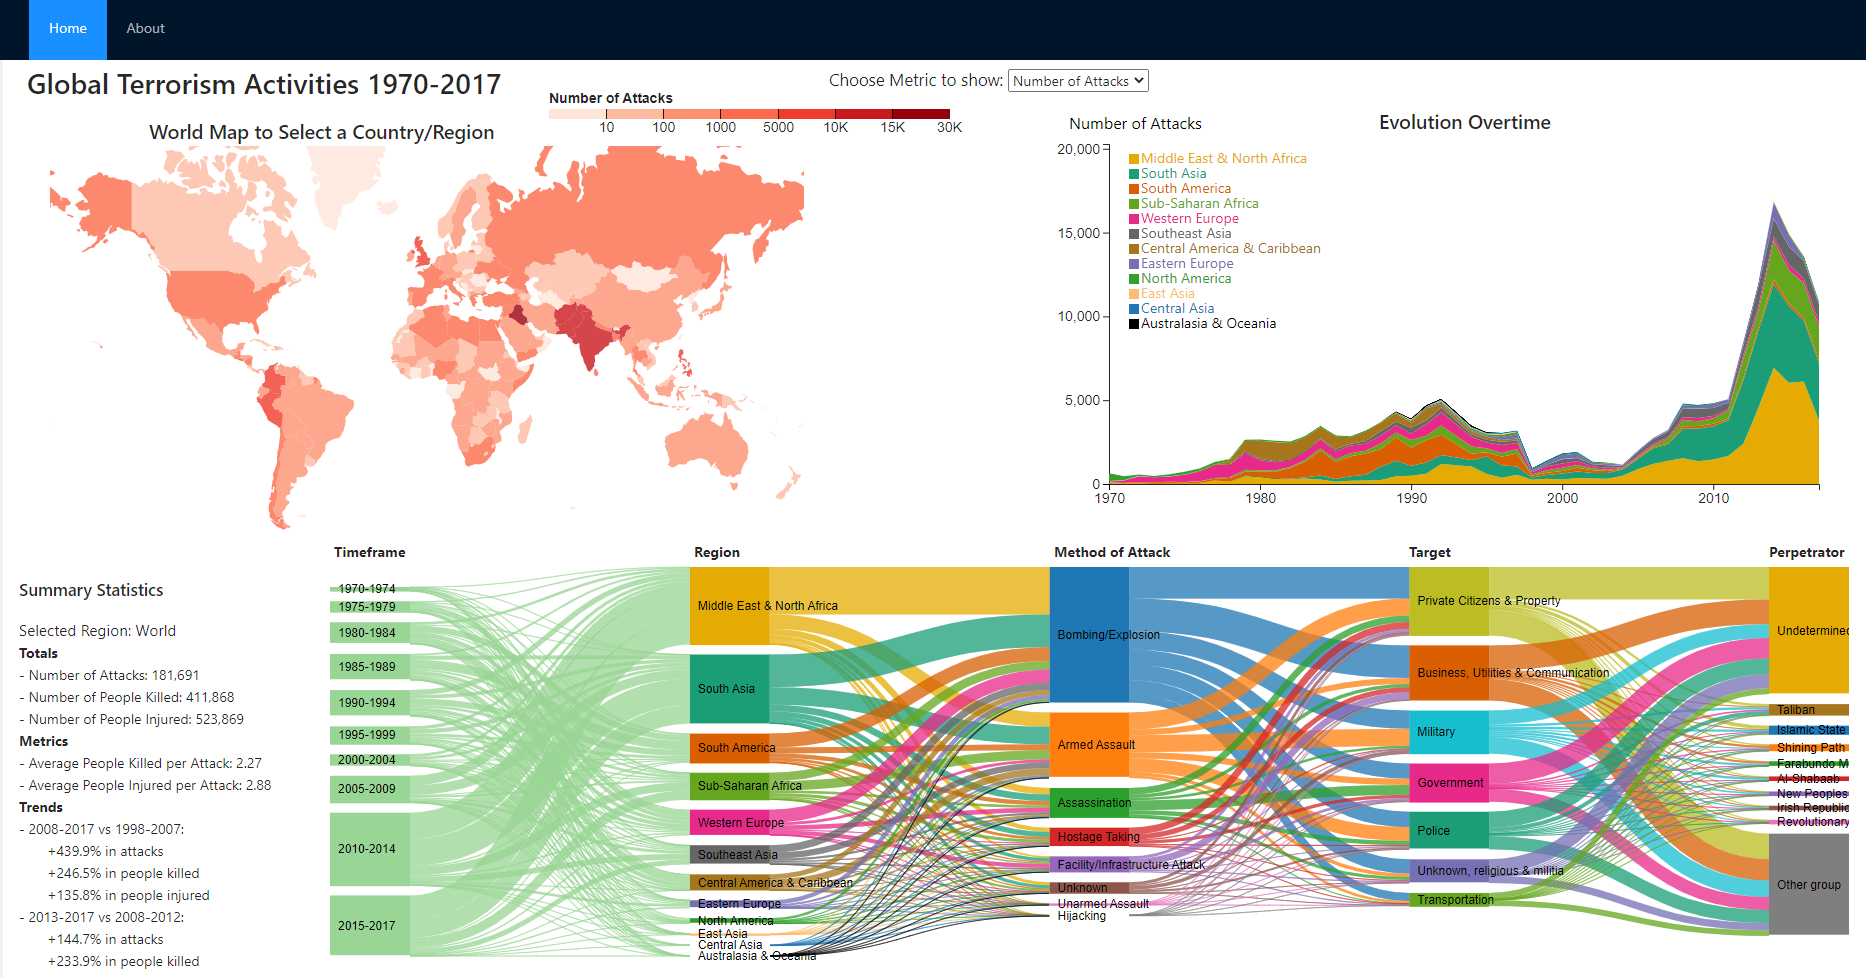 Home
About
Global Terrorism Activities 1970-2017
Choose Metric to show: Number of Attacks
Number of Attacks
10 100 1000 5000 10K 15K 30K
World Map to Select a Country/Region
Number of Attacks
Evolution Overtime
20,000
15,000
10,000
5,000
0
Middle East & North Africa
South Asia
South America
Sub-Saharan Africa
Western Europe
Southeast Asia
Central America & Caribbean
Eastern Europe
North America
East Asia
Central Asia
Australasia & Oceania
1970 1980 1990 2000 2010
Summary Statistics
Selected Region: World
Totals
- Number of Attacks: 181,691
- Number of People Killed: 411,868
- Number of People Injured: 523,869
Metrics
- Average People Killed per Attack: 2.27
- Average People Injured per Attack: 2.88
Trends
- 2008-2017 vs 1998-2007:
+439.9% in attacks
+246.5% in people killed
+135.8% in people injured
- 2013-2017 vs 2008-2012:
+144.7% in attacks
+233.9% in people killed
Timeframe
1970-1974
1975-1979
1980-1984
1985-1989
1990-1994
1995-1999
2000-2004
2005-2009
2010-2014
2015-2017
Region
Middle East & North Africa
South Asia
South America
Sub-Saharan Africa
Western Europe
Southeast Asia
Central America & Caribbean
Eastern Europe
North America
East Asia
Central Asia
Australasia & Oceania
Method of Attack
Bombing/Explosion
Armed Assault
Assassination
Hostage Taking
Facility/Infrastructure Attack
Unknown
Unarmed Assault
Hijacking
Target
Private Citizens & Property
Business, Utilities & Communication
Military
Government
Police
Unknown, religious & militia
Transportation
Perpetrator
Undetermined
Taliban
Islamic State
Shining Path
Farabundo M
Al-Shabaab
New Peoples
Irish Republic
Revolutionary
Other group